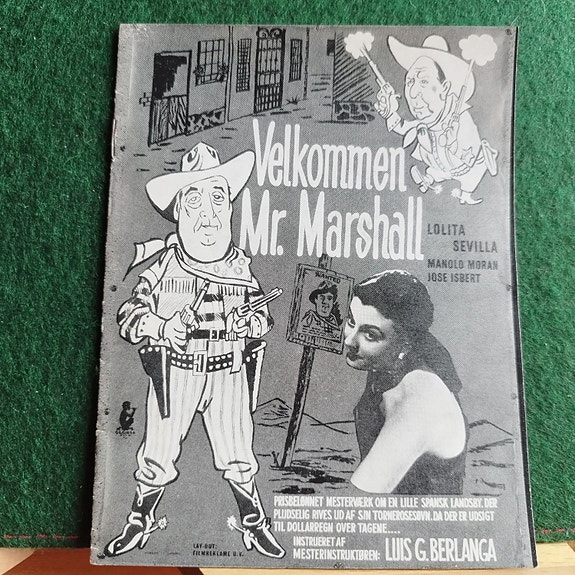 Velkommen
Mr. Marshall
LOLITA
SEVILLA
MANOLO MORAN
JOSE ISBERT
WANTED
PRISBELØNNET MESTERVÆRK OM EN LILLE SPANSK LANDSBY, DER
PLUDSELIG RIVES UD AF SIN TORNEROSESØVN, DA DER ER UDSIGT
TIL DOLLARREGN OVER TAGENE.....
INSTRUERET AF
MESTERINSTRUKTØREN: LUIS G. BERLANGA
LAY-OUT:
FILMREKLAME U.V.